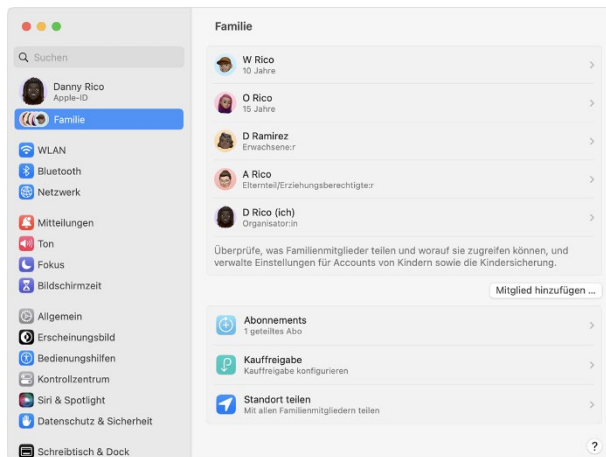 Suchen
Danny Rico
Apple-ID
Familie
WLAN
Bluetooth
Netzwerk
Mitteilungen
Ton
Fokus
Bildschirmzeit
Allgemein
Erscheinungsbild
Bedienungshilfen
Kontrollzentrum
Siri & Spotlight
Datenschutz & Sicherheit
Schreibtisch & Dock
Familie
W Rico
10 Jahre
O Rico
15 Jahre
D Ramirez
Erwachsene:r
A Rico
Elternteil/Erziehungsberechtigte:r
D Rico (ich)
Organisator:in
Überprüfe, was Familienmitglieder teilen und worauf sie zugreifen können, und
verwalte Einstellungen für Accounts von Kindern sowie die Kindersicherung.
Mitglied hinzufügen ...
Abonnements
1 geteiltes Abo
Kauffreigabe
Kauffreigabe konfigurieren
Standort teilen
Mit allen Familienmitgliedern teilen
?